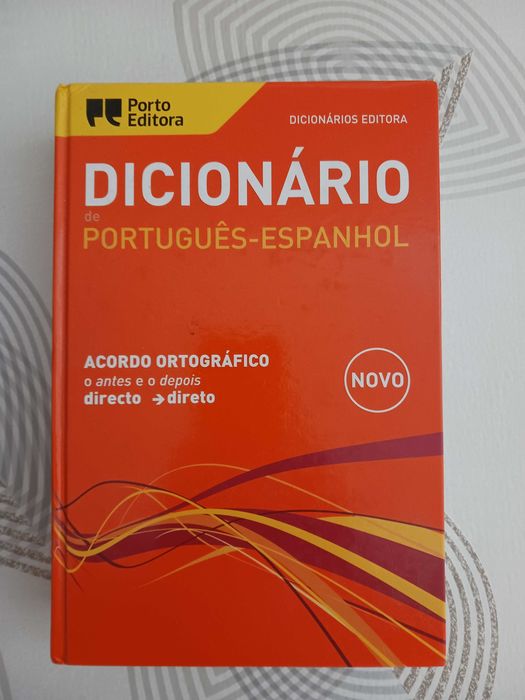 Porto
Editora
DICIONÁRIOS EDITORA
DICIONÁRIO
de
PORTUGUÊS-ESPANHOL
ACORDO ORTOGRÁFICO
o antes e o depois
directo → direto
NOVO